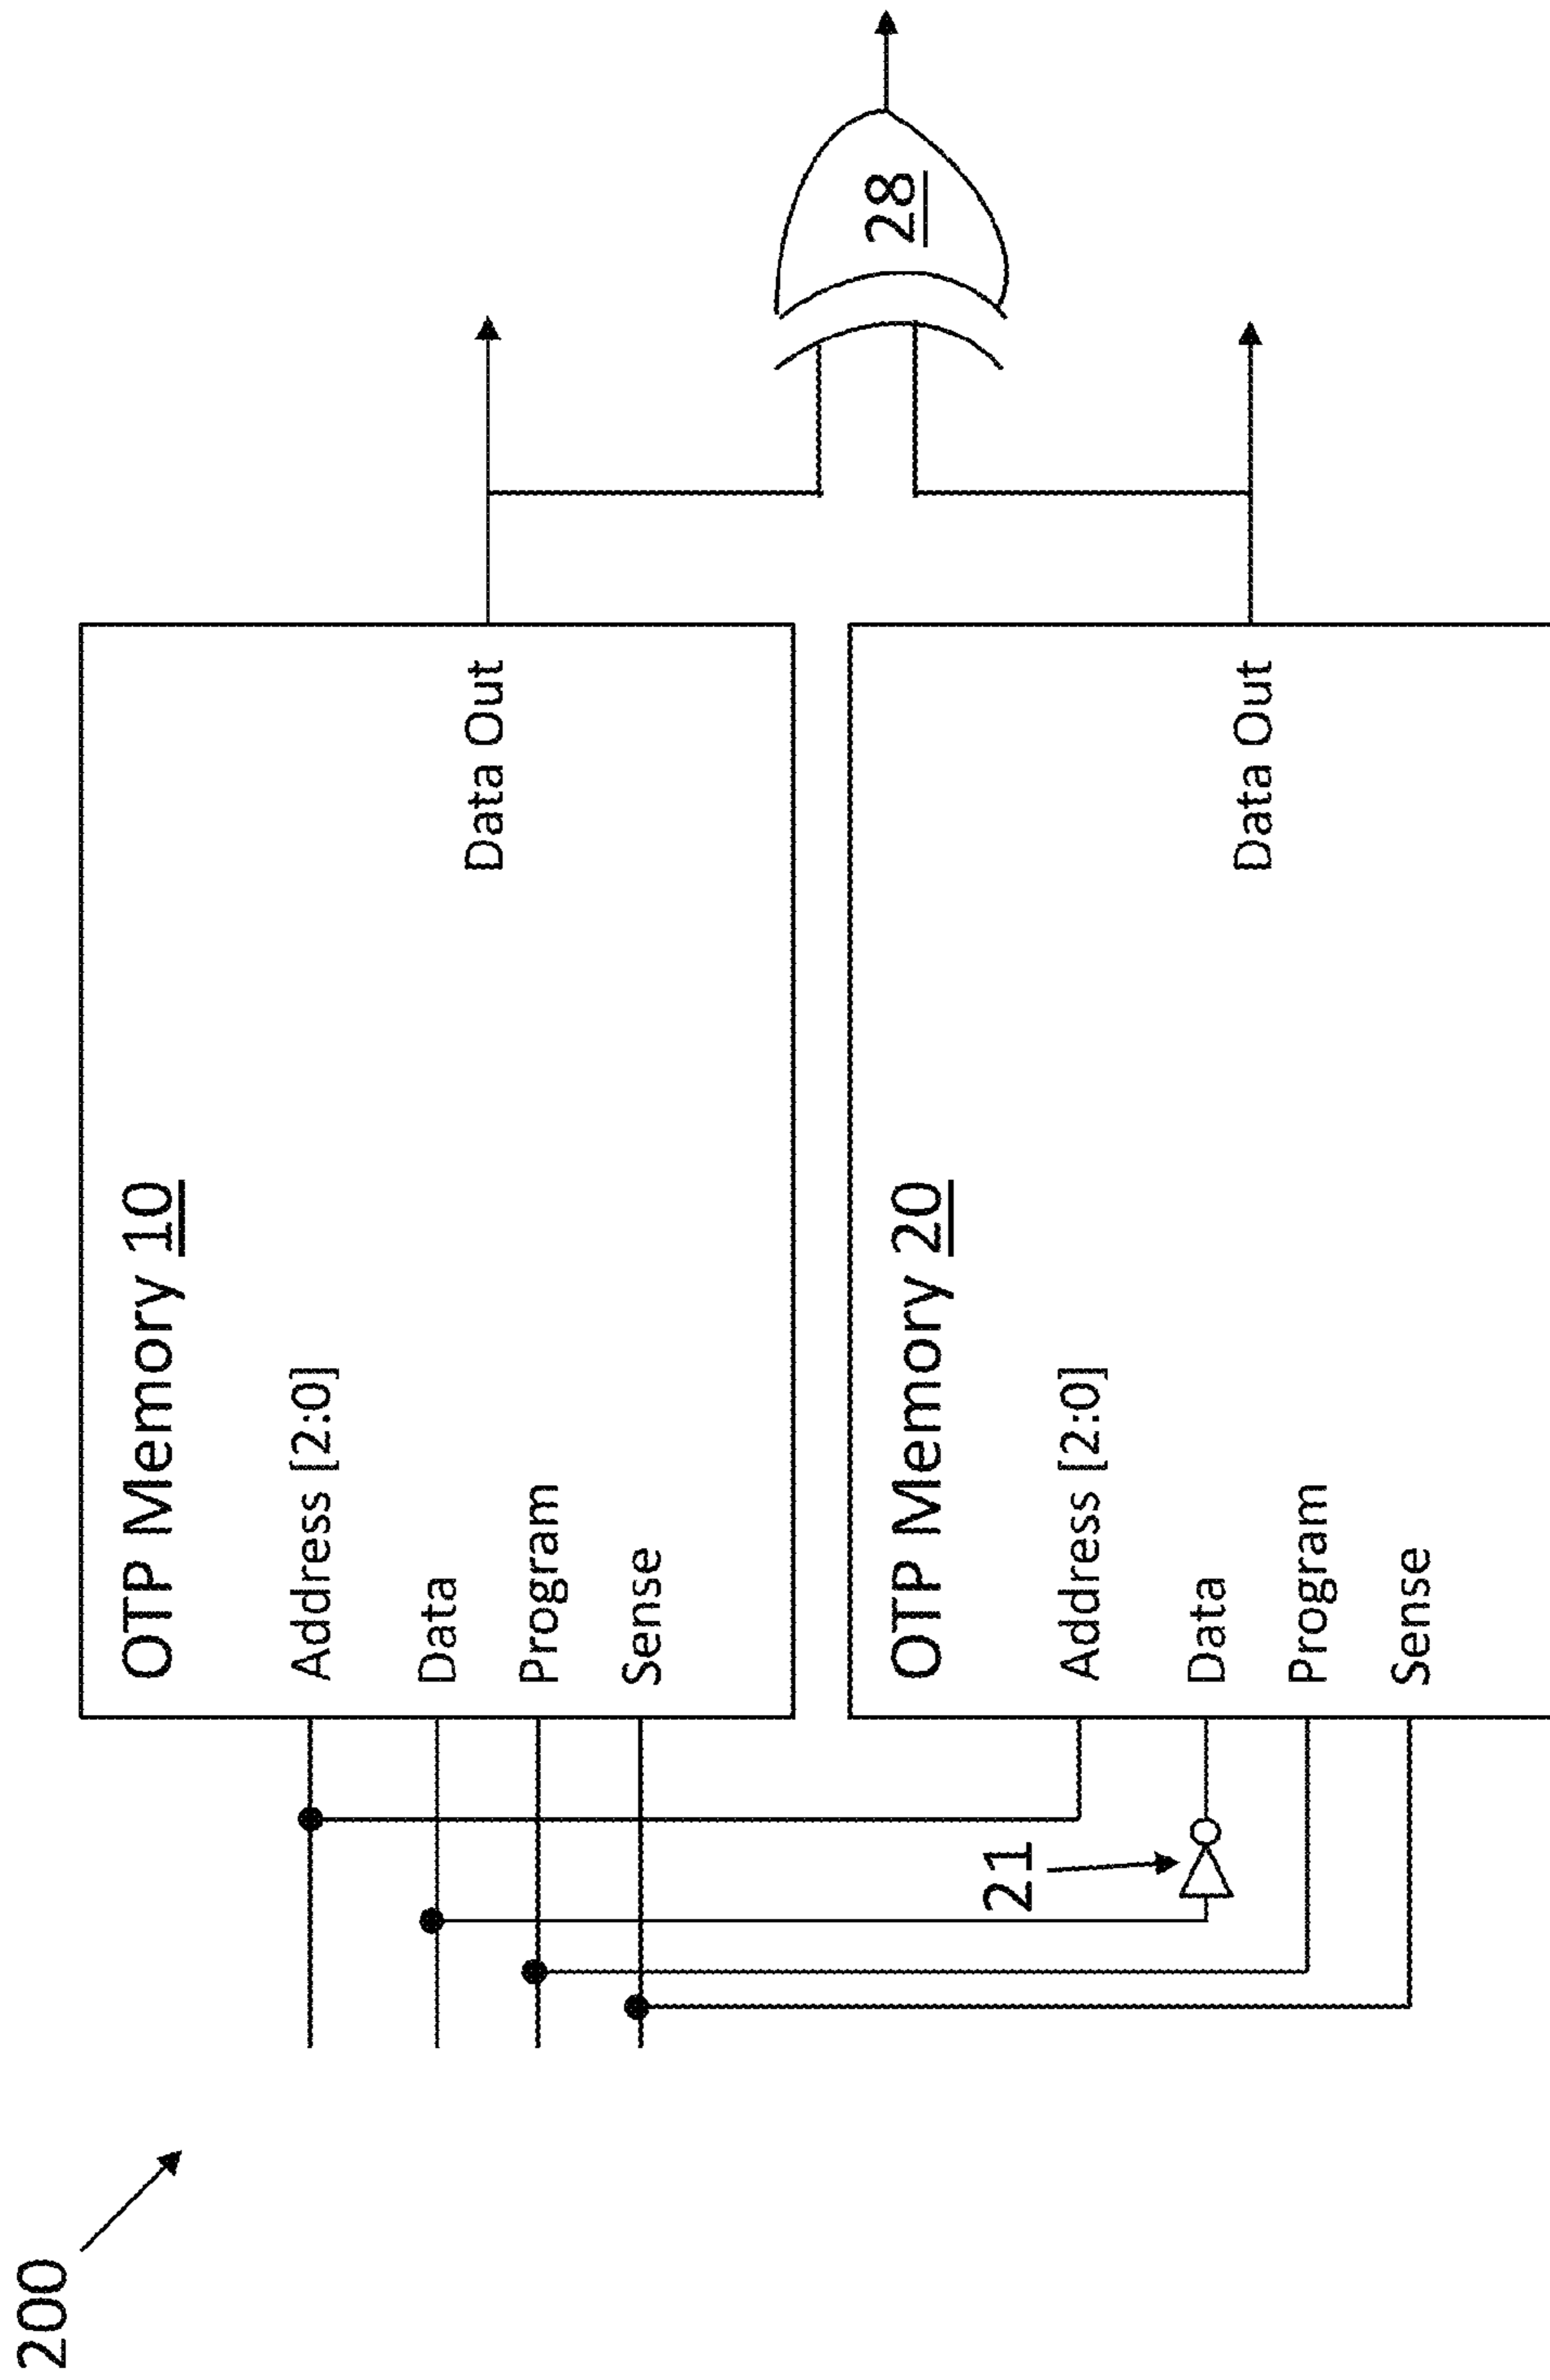 200
OTP Memory 10
Address [2:0]
Data
Program
Sense
Data Out
21
OTP Memory 20
Address [2:0]
Data
Program
Sense
Data Out
28